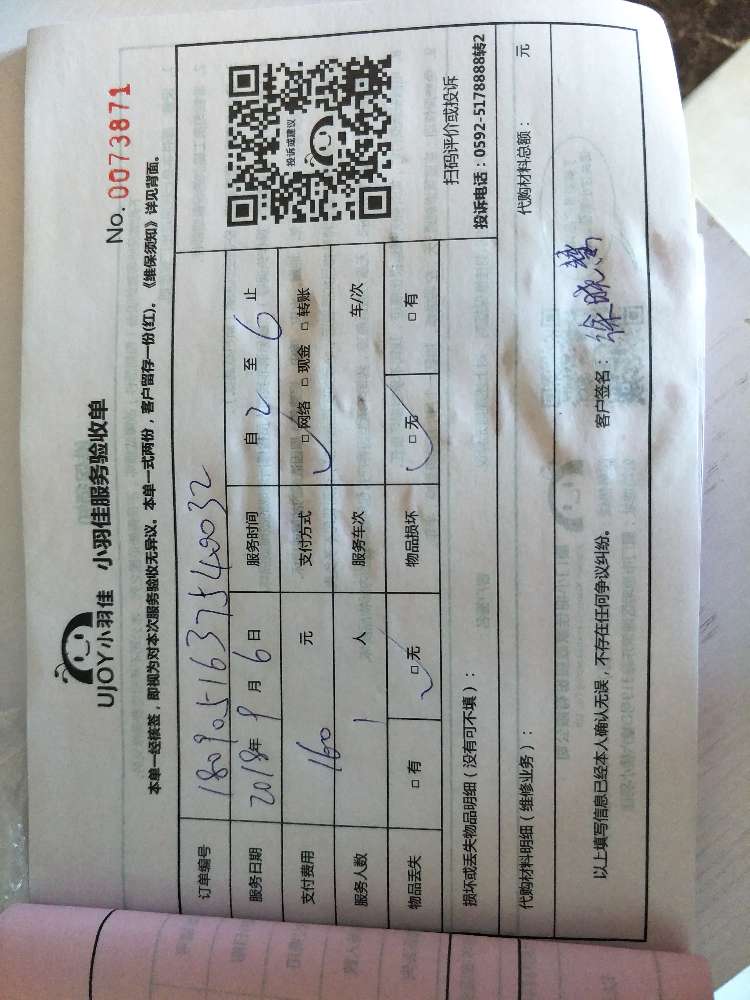 UJOY小羽佳 小羽佳服务验收单
No. 0073871
本单一经核签，即视为对本次服务验收无异议。本单一式两份，客户留存一份(红)。《维保须知》详见背面。
订单编号 1809051637540032
服务日期 2018年9月6日 服务时间 自2至6止
支付费用 160元 支付方式 □网络 □现金 □转账
服务人数 1人 服务车次 车/次
物品丢失 □有 □无 物品损坏 □无 □有
投诉或建议
扫码评价或投诉
投诉电话：0592-5178888转2
损坏或丢失物品明细（没有可不填）：
代购材料明细（维修业务）： 代购材料总额： 元
以上填写信息已经本人确认无误，不存在任何争议纠纷。 客户签名：